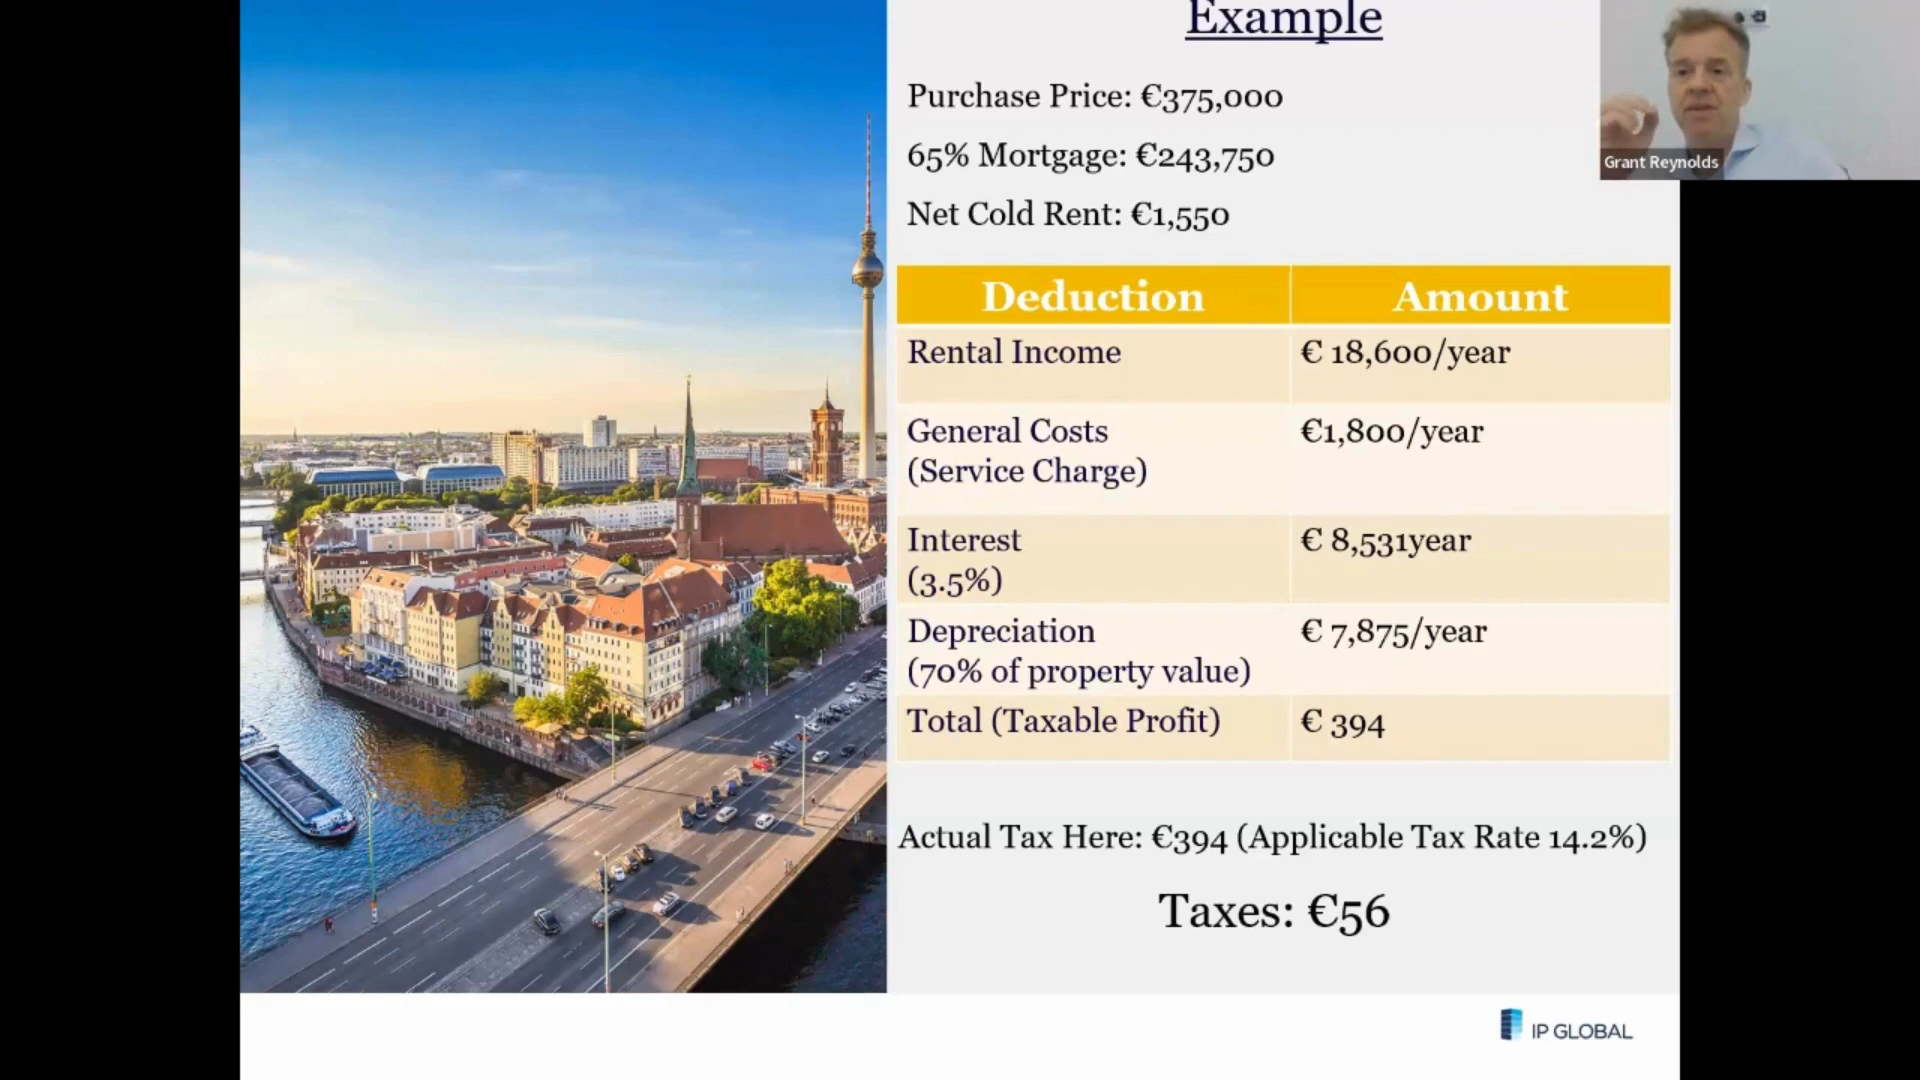 Example
Purchase Price: €375,000
65% Mortgage: €243,750
Net Cold Rent: €1,550
Grant Reynolds
Deduction Amount
Rental Income € 18,600/year
General Costs €1,800/year
(Service Charge)
Interest € 8,531year
(3.5%)
Depreciation € 7,875/year
(70% of property value)
Total (Taxable Profit) € 394
Actual Tax Here: €394 (Applicable Tax Rate 14.2%)
Taxes: €56
IP GLOBAL